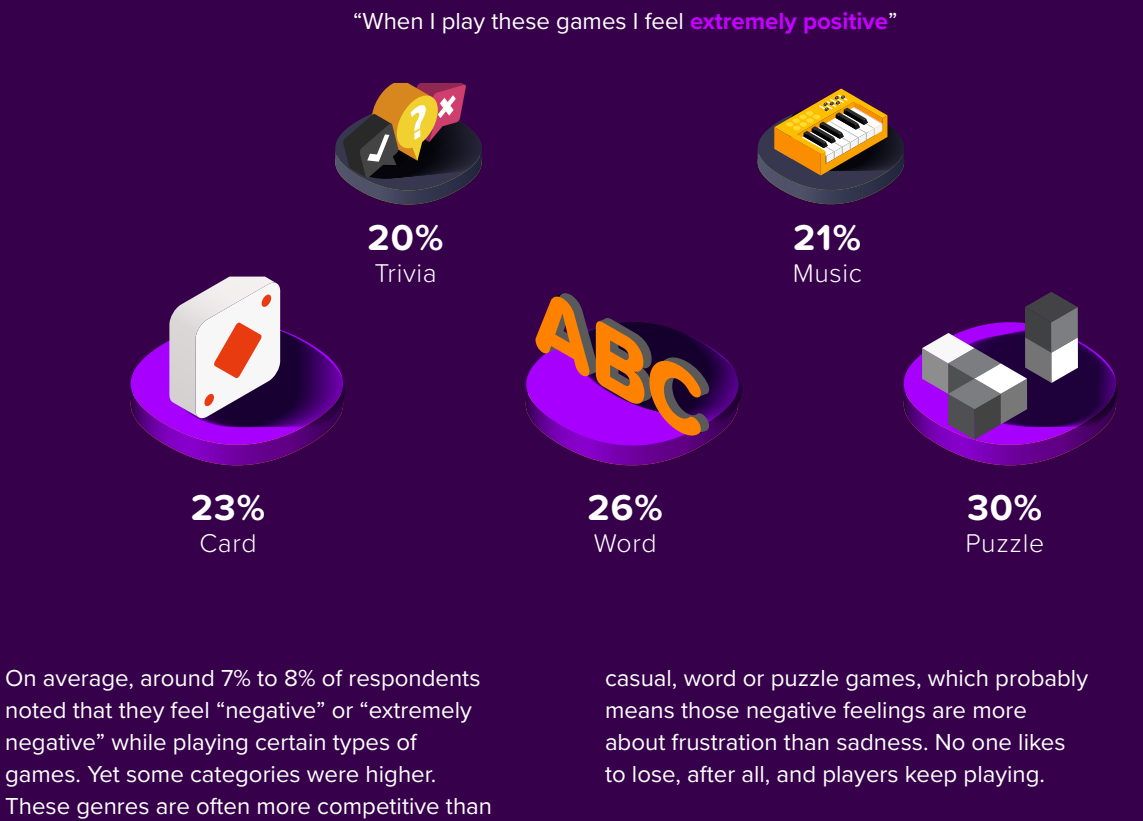 “When I play these games I feel extremely positive”
20%
Trivia
21%
Music
23%
Card
ABC
26%
Word
30%
Puzzle
On average, around 7% to 8% of respondents
noted that they feel “negative” or “extremely
negative” while playing certain types of
games. Yet some categories were higher.
These genres are often more competitive than
casual, word or puzzle games, which probably
means those negative feelings are more
about frustration than sadness. No one likes
to lose, after all, and players keep playing.